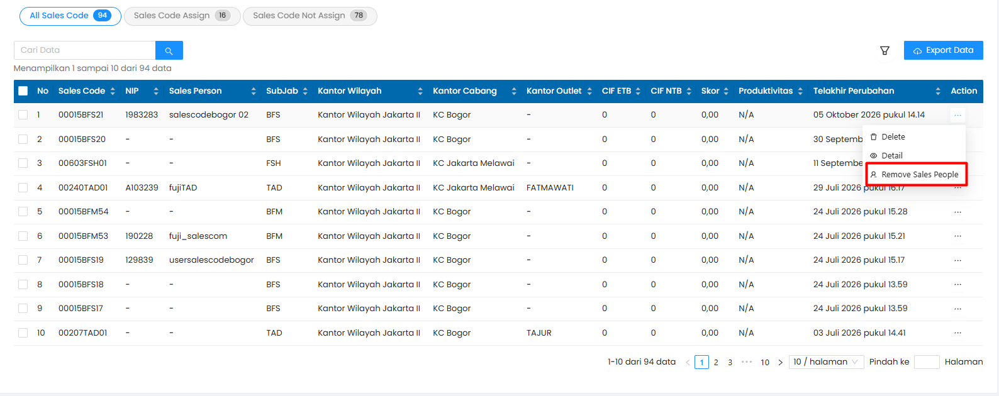 All Sales Code 94 Sales Code Assign 16 Sales Code Not Assign 78
Cari Data Export Data
Menampilkan 1 sampai 10 dari 94 data
No Sales Code NIP Sales Person SubJab Kantor Wilayah Kantor Cabang Kantor Outlet CIF ETB CIF NTB Skor Produktivitas Telakhir Perubahan Action
1 00015BFS21 1983283 salescodebogor 02 BFS Kantor Wilayah Jakarta II KC Bogor - 0 0 0,00 N/A 05 Oktober 2026 pukul 14.14 ...
2 00015BFS20 - - BFS Kantor Wilayah Jakarta II KC Bogor - 0 0 0,00 N/A 30 Septemb
Delete
3 00603FSH01 - - FSH Kantor Wilayah Jakarta II KC Jakarta Melawai - 0 0 0,00 N/A 11 Septembe
Detail
Remove Sales People
4 00240TAD01 A103239 fujiTAD TAD Kantor Wilayah Jakarta II KC Jakarta Melawai FATMAWATI 0 0 0,00 N/A 29 Juli 2026 pukul 16.17 ...
5 00015BFM54 - - BFM Kantor Wilayah Jakarta II KC Bogor - 0 0 0,00 N/A 24 Juli 2026 pukul 15.28 ...
6 00015BFM53 190228 fuji_salescom BFM Kantor Wilayah Jakarta II KC Bogor - 0 0 0,00 N/A 24 Juli 2026 pukul 15.21 ...
7 00015BFS19 129839 usersalescodebogor BFS Kantor Wilayah Jakarta II KC Bogor - 0 0 0,00 N/A 24 Juli 2026 pukul 15.17 ...
8 00015BFS18 - - BFS Kantor Wilayah Jakarta II KC Bogor - 0 0 0,00 N/A 24 Juli 2026 pukul 13.59 ...
9 00015BFS17 - - BFS Kantor Wilayah Jakarta II KC Bogor - 0 0 0,00 N/A 24 Juli 2026 pukul 13.59 ...
10 00207TAD01 - - TAD Kantor Wilayah Jakarta II KC Bogor TAJUR 0 0 0,00 N/A 03 Juli 2026 pukul 14.41 ...
1-10 dari 94 data < 1 2 3 ••• 10 > 10 / halaman Pindah ke Halaman